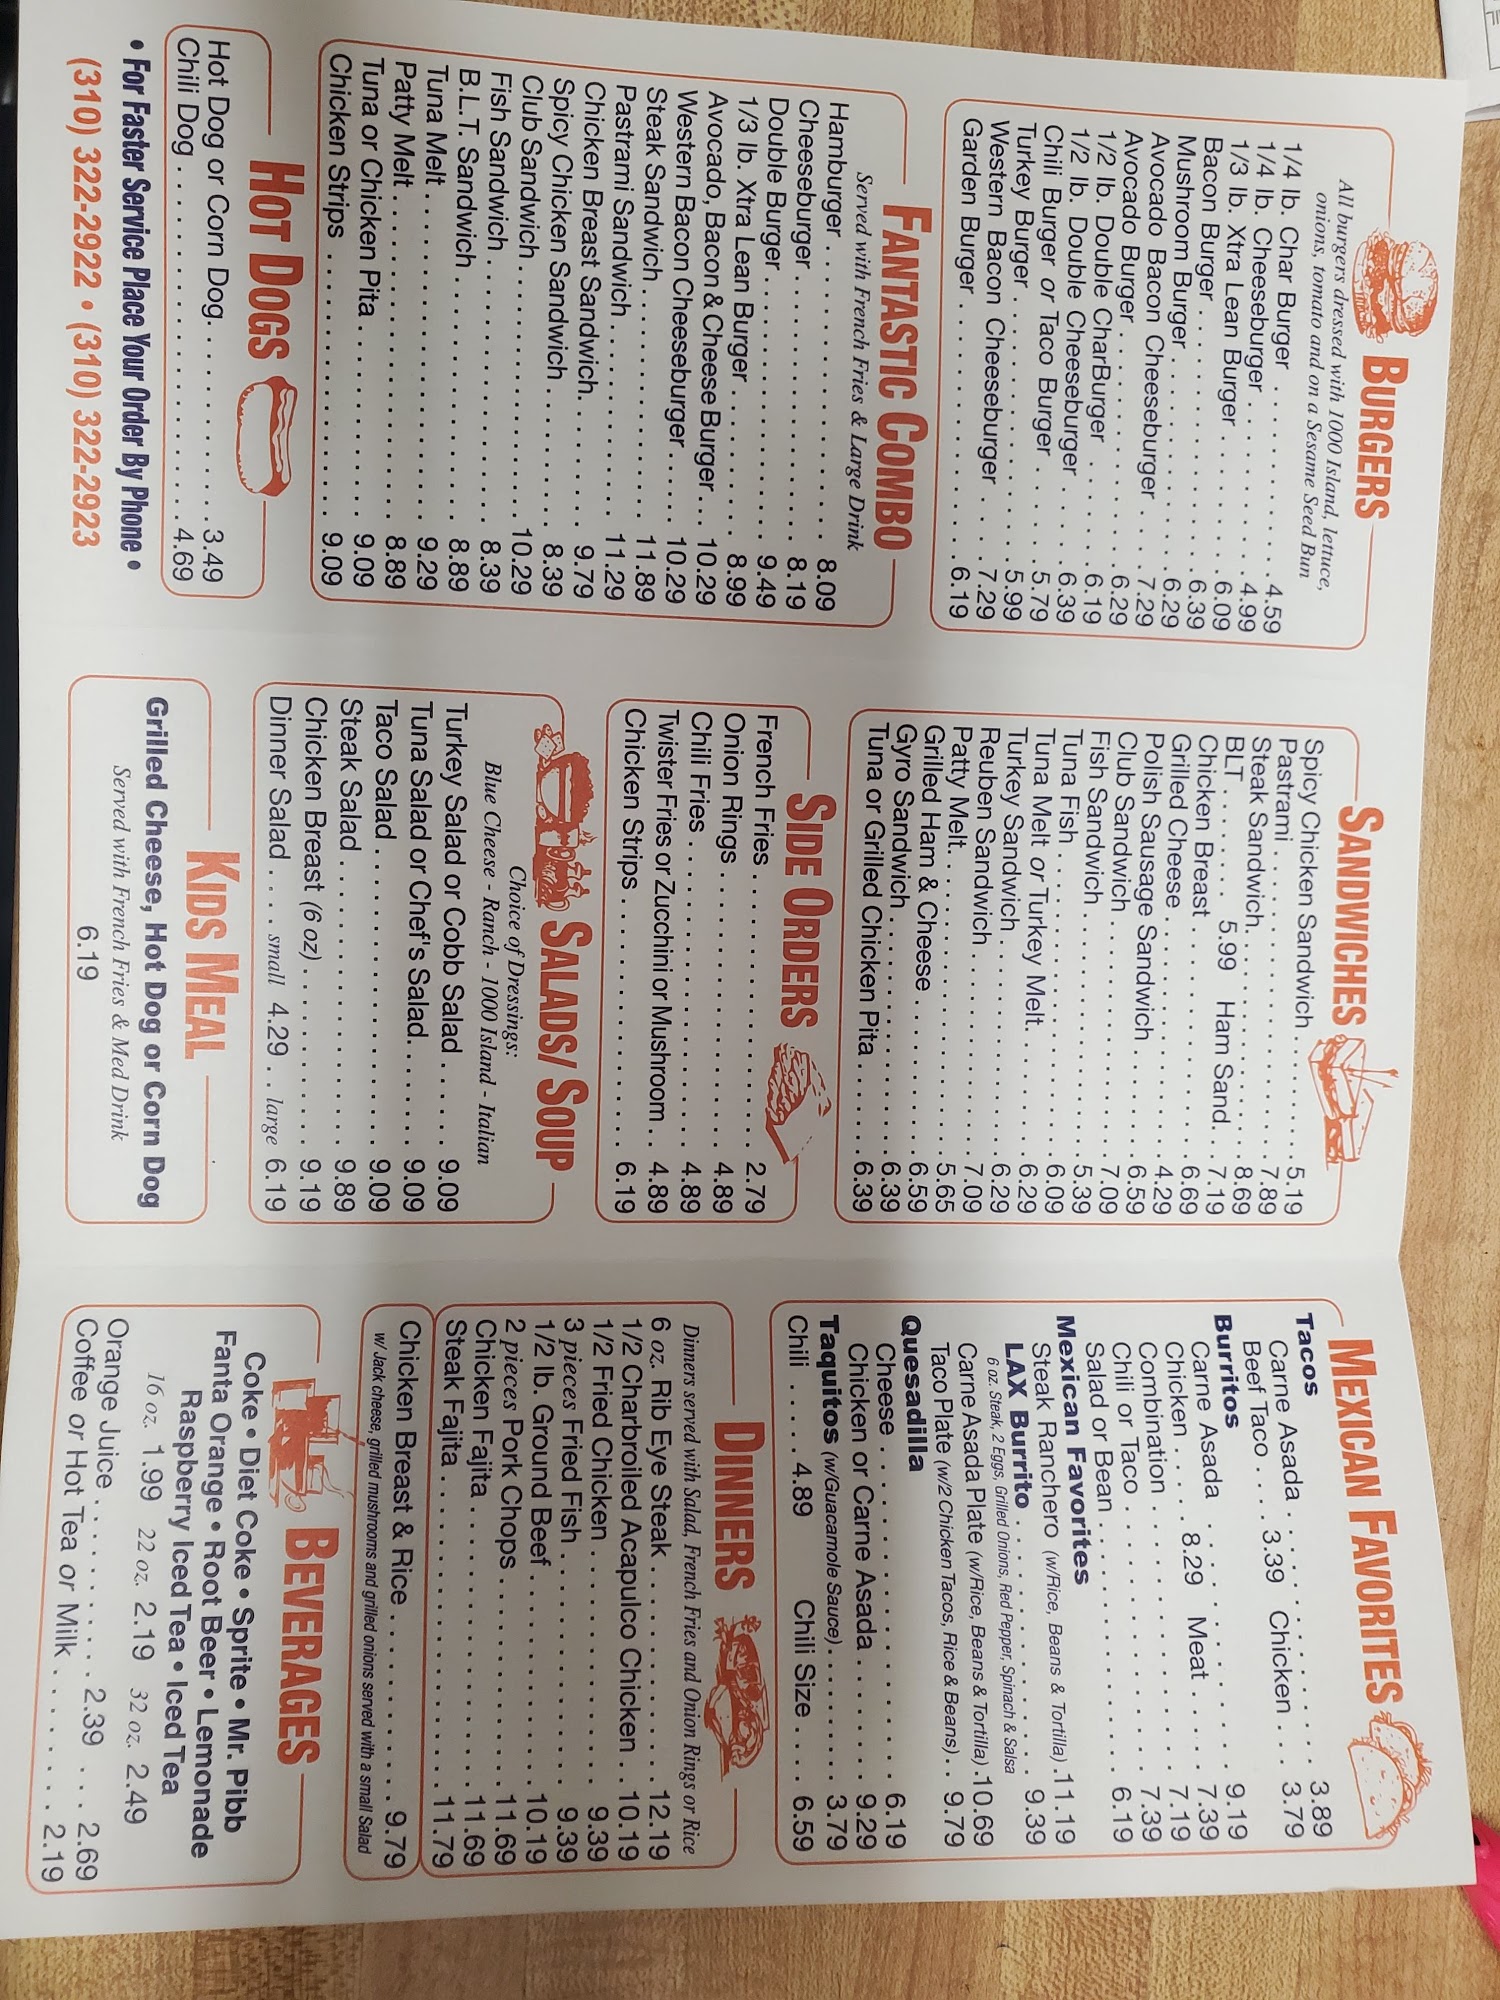 BURGERS
All burgers dressed with 1000 Island, lettuce,
onions, tomato and on a Sesame Seed Bun
1/4 lb. Char Burger . . . . . . . . . . . . 4.59
1/4 lb. Cheeseburger . . . . . . . . . . . 4.99
1/3 lb. Xtra Lean Burger . . . . . . . . . 6.09
Bacon Burger . . . . . . . . . . . . . . . 6.39
Mushroom Burger . . . . . . . . . . . . . 6.29
Avocado Bacon Cheeseburger . . . . 7.29
Avocado Burger . . . . . . . . . . . . . . 6.29
1/2 lb. Double CharBurger . . . . . . 6.19
1/2 lb. Double Cheeseburger . . . . 6.39
Chili Burger or Taco Burger . . . . . 5.79
Turkey Burger . . . . . . . . . . . . . . . 5.99
Western Bacon Cheeseburger . . . . 7.29
Garden Burger . . . . . . . . . . . . . . . 6.19
FANTASTIC COMBO
Served with French Fries & Large Drink
Hamburger . . . . . . . . . . . . . . . . . 8.09
Cheeseburger . . . . . . . . . . . . . . . 8.19
Double Burger . . . . . . . . . . . . . . . 9.49
1/3 lb. Xtra Lean Burger . . . . . . . . 8.99
Avocado, Bacon & Cheese Burger . . . 10.29
Western Bacon Cheeseburger . . . . 10.29
Steak Sandwich . . . . . . . . . . . . . 11.89
Pastrami Sandwich . . . . . . . . . . . 11.29
Chicken Breast Sandwich . . . . . . . 9.79
Spicy Chicken Sandwich . . . . . . . 8.39
Club Sandwich . . . . . . . . . . . . . . 10.29
Fish Sandwich . . . . . . . . . . . . . . . 8.39
B.L.T. Sandwich . . . . . . . . . . . . . . 8.89
Tuna Melt . . . . . . . . . . . . . . . . . . 9.29
Patty Melt . . . . . . . . . . . . . . . . . . 8.89
Tuna or Chicken Pita . . . . . . . . . . 9.09
Chicken Strips . . . . . . . . . . . . . . . 9.09
HOT DOGS
Hot Dog or Corn Dog . . . . . . . . . . 3.49
Chili Dog . . . . . . . . . . . . . . . . . . 4.69
• For Faster Service Place Your Order By Phone •
(310) 322-2922 • (310) 322-2923
SANDWICHES
Spicy Chicken Sandwich . . . . . . . . 5.19
Pastrami . . . . . . . . . . . . . . . . . . . 7.89
Steak Sandwich . . . . . . . . . . . . . . 8.69
BLT . . . . . . . 5.99 Ham Sand . . 7.19
Chicken Breast . . . . . . . . . . . . . . 6.69
Grilled Cheese . . . . . . . . . . . . . . 4.29
Polish Sausage Sandwich . . . . . . . 6.59
Club Sandwich . . . . . . . . . . . . . . 7.09
Fish Sandwich . . . . . . . . . . . . . . . 5.39
Tuna Fish . . . . . . . . . . . . . . . . . . 6.09
Tuna Melt or Turkey Melt . . . . . . . 6.29
Turkey Sandwich . . . . . . . . . . . . . 6.29
Reuben Sandwich . . . . . . . . . . . . 7.09
Patty Melt . . . . . . . . . . . . . . . . . . 5.65
Grilled Ham & Cheese . . . . . . . . . 6.59
Gyro Sandwich . . . . . . . . . . . . . . 6.39
Tuna or Grilled Chicken Pita . . . . . 6.39
SIDE ORDERS
French Fries . . . . . . . . . . . . . . . . 2.79
Onion Rings . . . . . . . . . . . . . . . . 4.89
Chili Fries . . . . . . . . . . . . . . . . . . 4.89
Twister Fries or Zucchini or Mushroom . . 4.89
Chicken Strips . . . . . . . . . . . . . . . 6.19
SALADS/ SOUP
Choice of Dressings:
Blue Cheese - Ranch - 1000 Island - Italian
Turkey Salad or Cobb Salad . . . . . 9.09
Tuna Salad or Chef's Salad . . . . . . 9.09
Taco Salad . . . . . . . . . . . . . . . . . 9.09
Steak Salad . . . . . . . . . . . . . . . . . 9.89
Chicken Breast (6 oz) . . . . . . . . . . 9.19
Dinner Salad . . . . small 4.29 . . large 6.19
KIDS MEAL
Grilled Cheese, Hot Dog or Corn Dog
Served with French Fries & Med Drink
6.19
MEXICAN FAVORITES
Tacos
Carne Asada . . . . . . . . . . . . . . . 3.89
Beef Taco . . . . 3.39 Chicken . . . 3.79
Burritos
Carne Asada . . . . . . . . . . . . . . . 9.19
Chicken . . . . 8.29 Meat . . . . . 7.39
Combination . . . . . . . . . . . . . . . 7.19
Chili or Taco . . . . . . . . . . . . . . . 7.39
Salad or Bean . . . . . . . . . . . . . . 6.19
Mexican Favorites
Steak Ranchero (w/Rice, Beans & Tortilla) . 11.19
LAX Burrito . . . . . . . . . . . . . . . 9.39
6 oz. Steak, 2 Eggs, Grilled Onions, Red Pepper, Spinach & Salsa
Carne Asada Plate (w/Rice, Beans & Tortilla) . 10.69
Taco Plate (w/2 Chicken Tacos, Rice & Beans) . . 9.79
Quesadilla
Cheese . . . . . . . . . . . . . . . . . . . 6.19
Chicken or Carne Asada . . . . . . . 9.29
Taquitos (w/Guacamole Sauce) . . . . . . . . 3.79
Chili . . . . . 4.89 Chili Size . . . . 6.59
DINNERS
Dinners served with Salad, French Fries and Onion Rings or Rice
6 oz. Rib Eye Steak . . . . . . . . . . . 12.19
1/2 Charbroiled Acapulco Chicken . . 10.19
1/2 Fried Chicken . . . . . . . . . . . . 9.39
3 pieces Fried Fish . . . . . . . . . . . . 9.39
1/2 lb. Ground Beef . . . . . . . . . . . 10.19
2 pieces Pork Chops . . . . . . . . . . . 11.69
Chicken Fajita . . . . . . . . . . . . . . . 11.69
Steak Fajita . . . . . . . . . . . . . . . . . 11.79
Chicken Breast & Rice . . . . . . . . . . 9.79
w/ Jack cheese, grilled mushrooms and grilled onions served with a small Salad
BEVERAGES
Coke • Diet Coke • Sprite • Mr. Pibb
Fanta Orange • Root Beer • Lemonade
Raspberry Iced Tea • Iced Tea
16 oz. 1.99 22 oz. 2.19 32 oz. 2.49
Orange Juice . . . . . . . . . 2.39 . . . 2.69
Coffee or Hot Tea or Milk . . . . . . . . 2.19